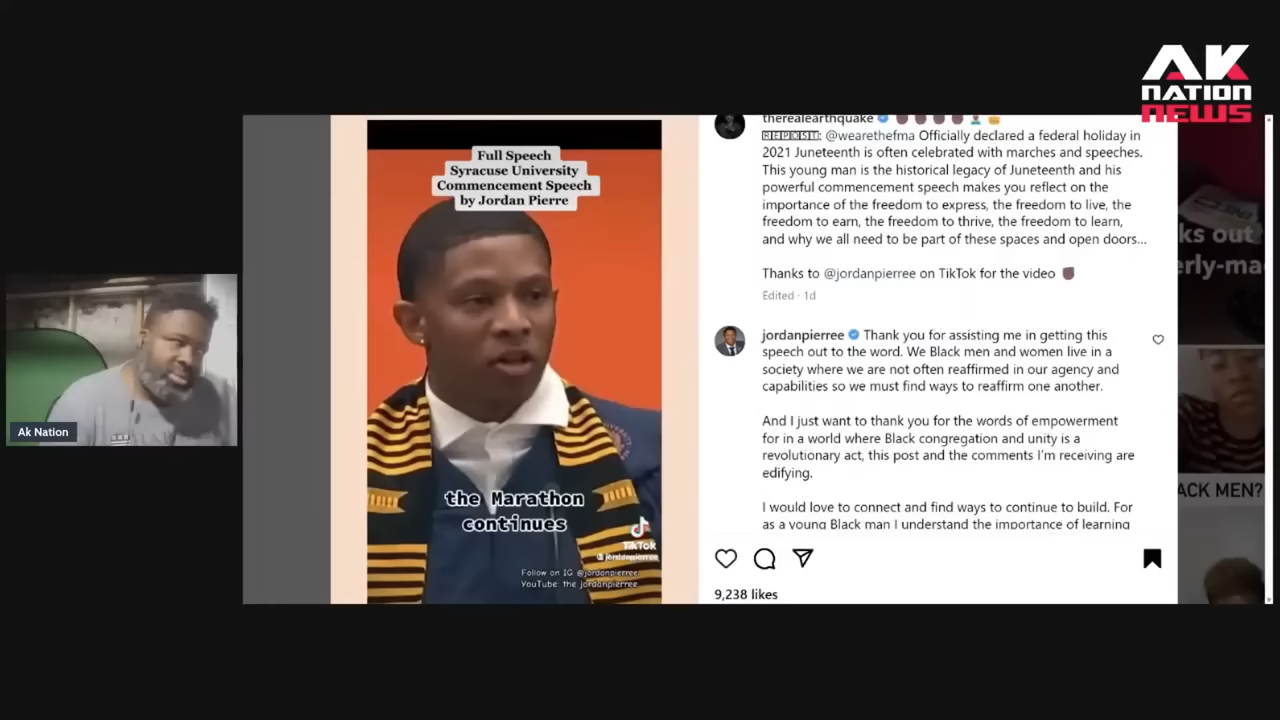 AK
NATION
NEWS
Full Speech
Syracuse University
Commencement Speech
by Jordan Pierre
the Marathon
continues
TikTok
@jordanpierree
Follow on IG @jordanpierree
YouTube: the jordanpierree
Ak Nation
therealearthquake
REPOST: @wearethefma Officially declared a federal holiday in
2021 Juneteenth is often celebrated with marches and speeches.
This young man is the historical legacy of Juneteenth and his
powerful commencement speech makes you reflect on the
importance of the freedom to express, the freedom to live, the
freedom to earn, the freedom to thrive, the freedom to learn,
and why we all need to be part of these spaces and open doors...
Thanks to @jordanpierree on TikTok for the video
Edited · 1d
jordanpierree Thank you for assisting me in getting this
speech out to the word. We Black men and women live in a
society where we are not often reaffirmed in our agency and
capabilities so we must find ways to reaffirm one another.
And I just want to thank you for the words of empowerment
for in a world where Black congregation and unity is a
revolutionary act, this post and the comments I'm receiving are
edifying.
I would love to connect and find ways to continue to build. For
as a young Black man I understand the importance of learning
9,238 likes
ks out
erly-ma
ACK MEN?